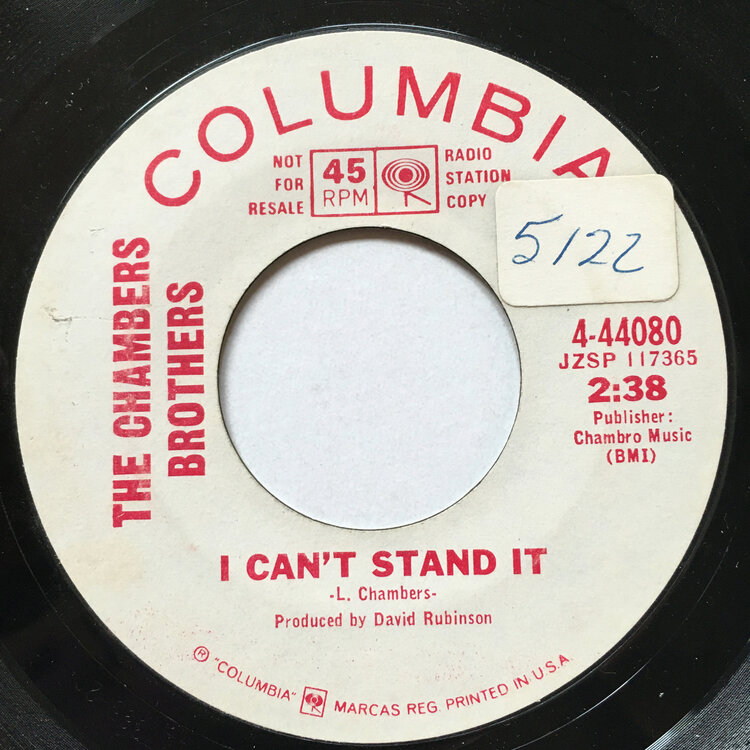 COLUMBIA
NOT
FOR
RESALE
45
RPM
RADIO
STATION
COPY
5122
THE CHAMBERS
BROTHERS
4-44080
JZSP 117365
2:38
Publisher:
Chambro Music
(BMI)
I CAN'T STAND IT
-L. Chambers-
Produced by David Rubinson
® "COLUMBIA" MARCAS REG. PRINTED IN U.S.A.